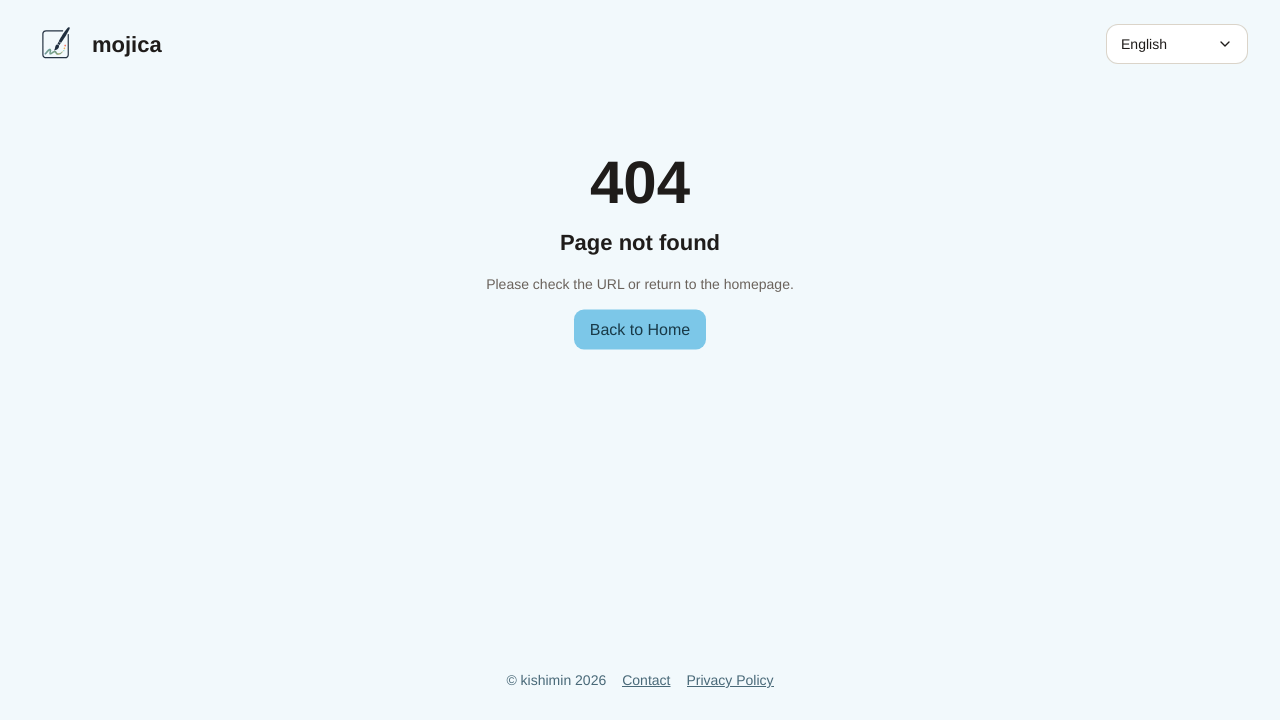 mojica
English
404
Page not found
Please check the URL or return to the homepage.
Back to Home
© kishimin 2026 Contact Privacy Policy